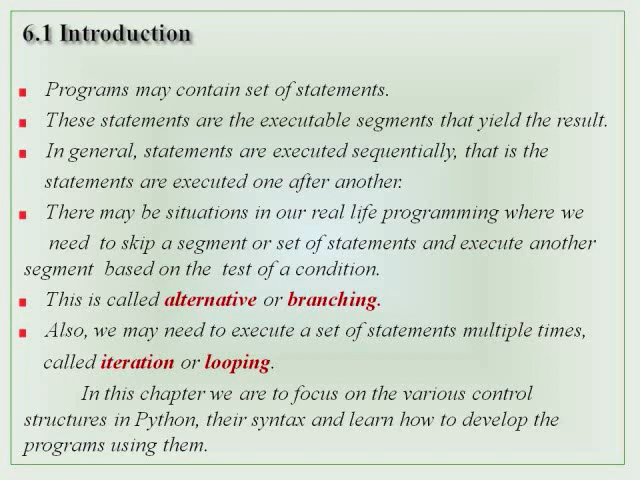 6.1 Introduction
Programs may contain set of statements.
These statements are the executable segments that yield the result.
In general, statements are executed sequentially, that is the
statements are executed one after another.
There may be situations in our real life programming where we
need to skip a segment or set of statements and execute another
segment based on the test of a condition.
This is called alternative or branching.
Also, we may need to execute a set of statements multiple times,
called iteration or looping.
In this chapter we are to focus on the various control
structures in Python, their syntax and learn how to develop the
programs using them.